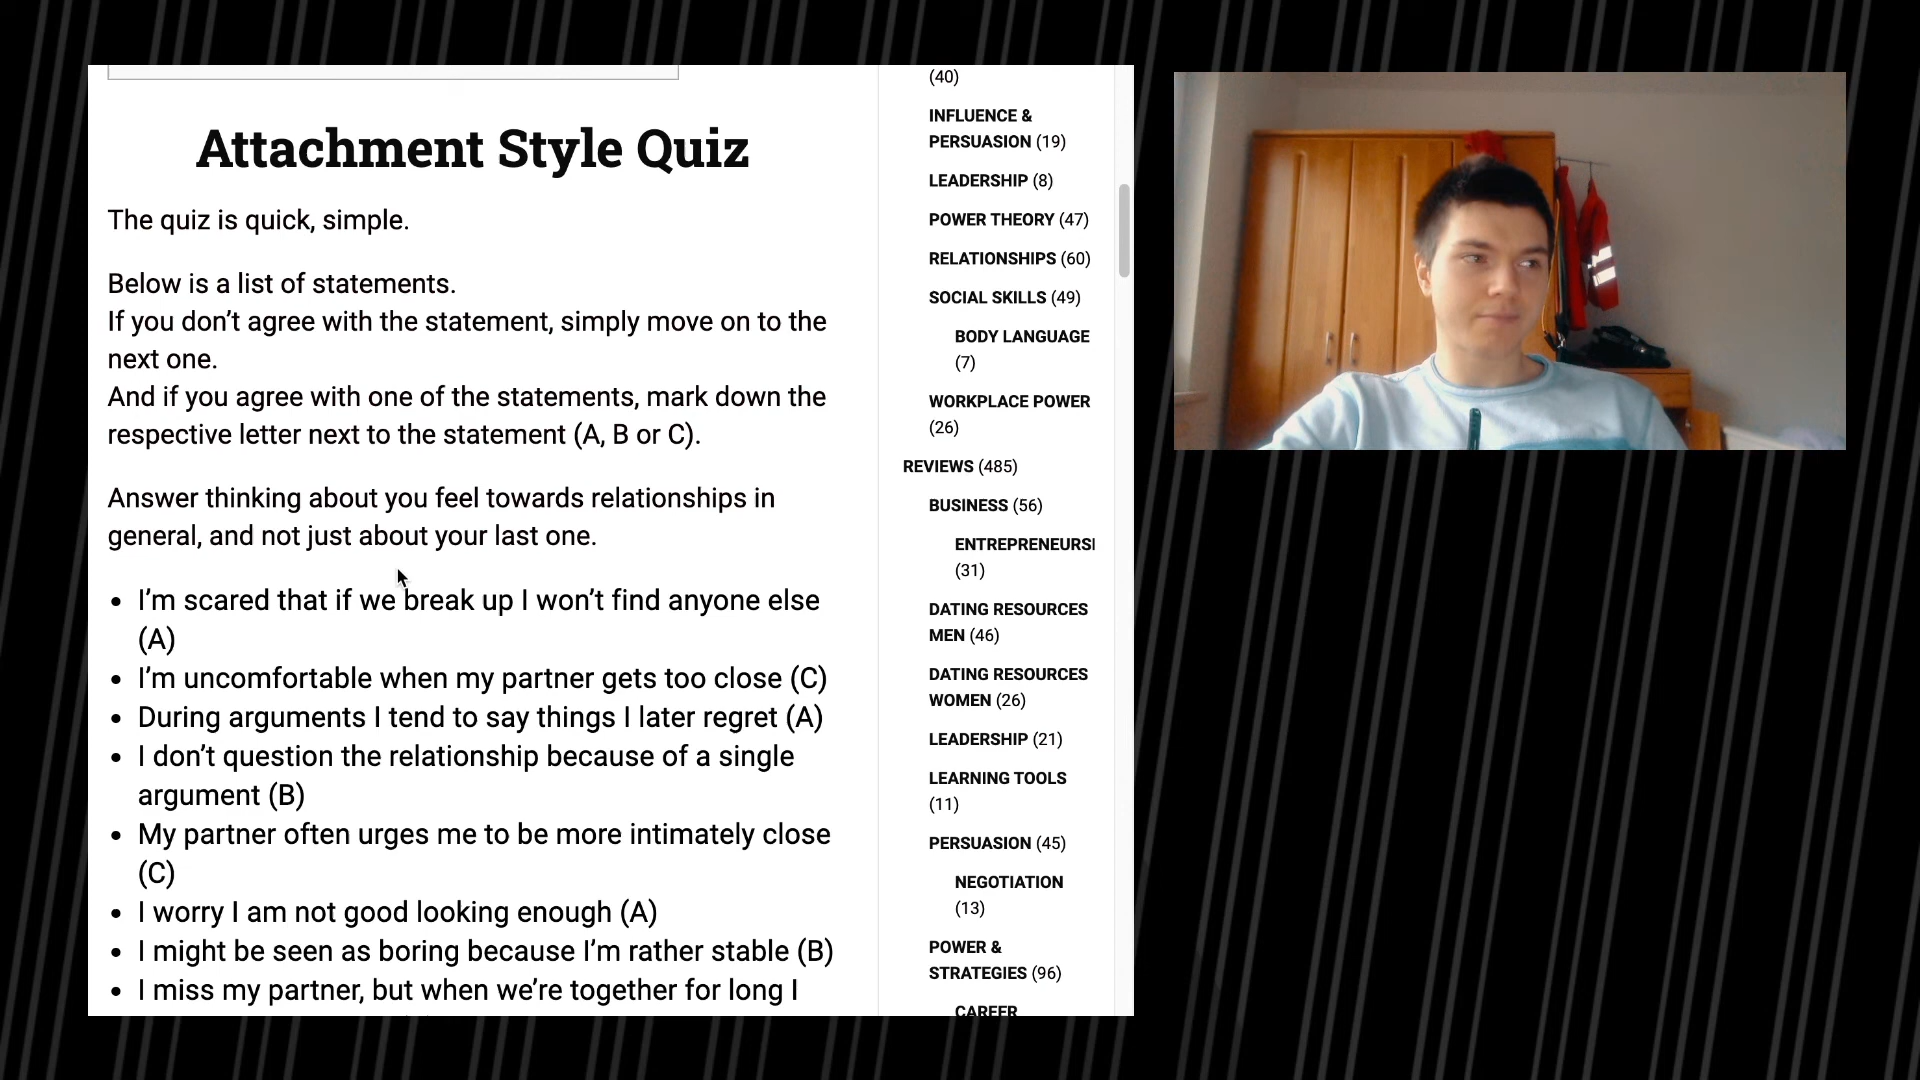 Attachment Style Quiz
The quiz is quick, simple.
Below is a list of statements.
If you don’t agree with the statement, simply move on to the
next one.
And if you agree with one of the statements, mark down the
respective letter next to the statement (A, B or C).
Answer thinking about you feel towards relationships in
general, and not just about your last one.
• I’m scared that if we break up I won’t find anyone else
(A)
• I’m uncomfortable when my partner gets too close (C)
• During arguments I tend to say things I later regret (A)
• I don’t question the relationship because of a single
argument (B)
• My partner often urges me to be more intimately close
(C)
• I worry I am not good looking enough (A)
• I might be seen as boring because I’m rather stable (B)
• I miss my partner, but when we’re together for long I
(40)
INFLUENCE &
PERSUASION (19)
LEADERSHIP (8)
POWER THEORY (47)
RELATIONSHIPS (60)
SOCIAL SKILLS (49)
BODY LANGUAGE
(7)
WORKPLACE POWER
(26)
REVIEWS (485)
BUSINESS (56)
ENTREPRENEURSI
(31)
DATING RESOURCES
MEN (46)
DATING RESOURCES
WOMEN (26)
LEADERSHIP (21)
LEARNING TOOLS
(11)
PERSUASION (45)
NEGOTIATION
(13)
POWER &
STRATEGIES (96)
CAREER